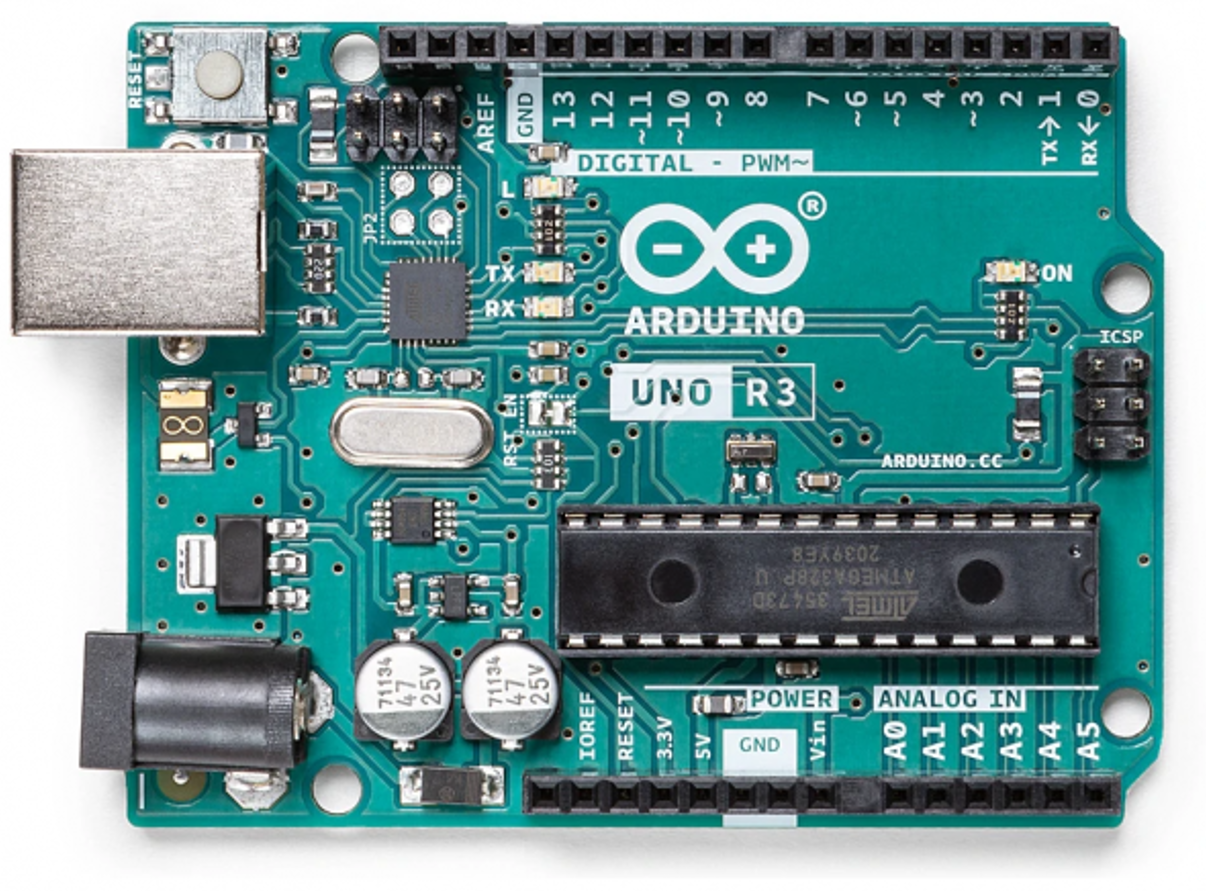 RESET
AREF
GND
13
12
~11
~10
~9
8
7
~6
~5
4
~3
2
TX→1
RX←0
DIGITAL - PWM~
L
JP2
TX
RX
ON
ICSP
®
ARDUINO
UNO R3
RST EN
ARDUINO.CC
ATMEL 35473D
ATMEGA328P U
2039YE8
71134
47
25V
71134
47
25V
IOREF
RESET
3.3V
5V
GND
Vin
POWER
ANALOG IN
A0
A1
A2
A3
A4
A5